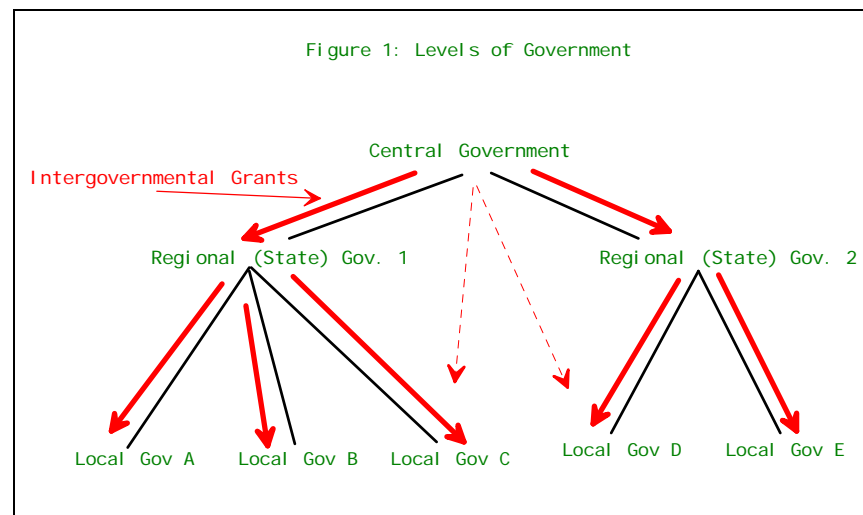 Figure 1: Levels of Government
Central Government
Intergovernmental Grants
Regional (State) Gov. 1
Regional (State) Gov. 2
Local Gov A
Local Gov B
Local Gov C
Local Gov D
Local Gov E